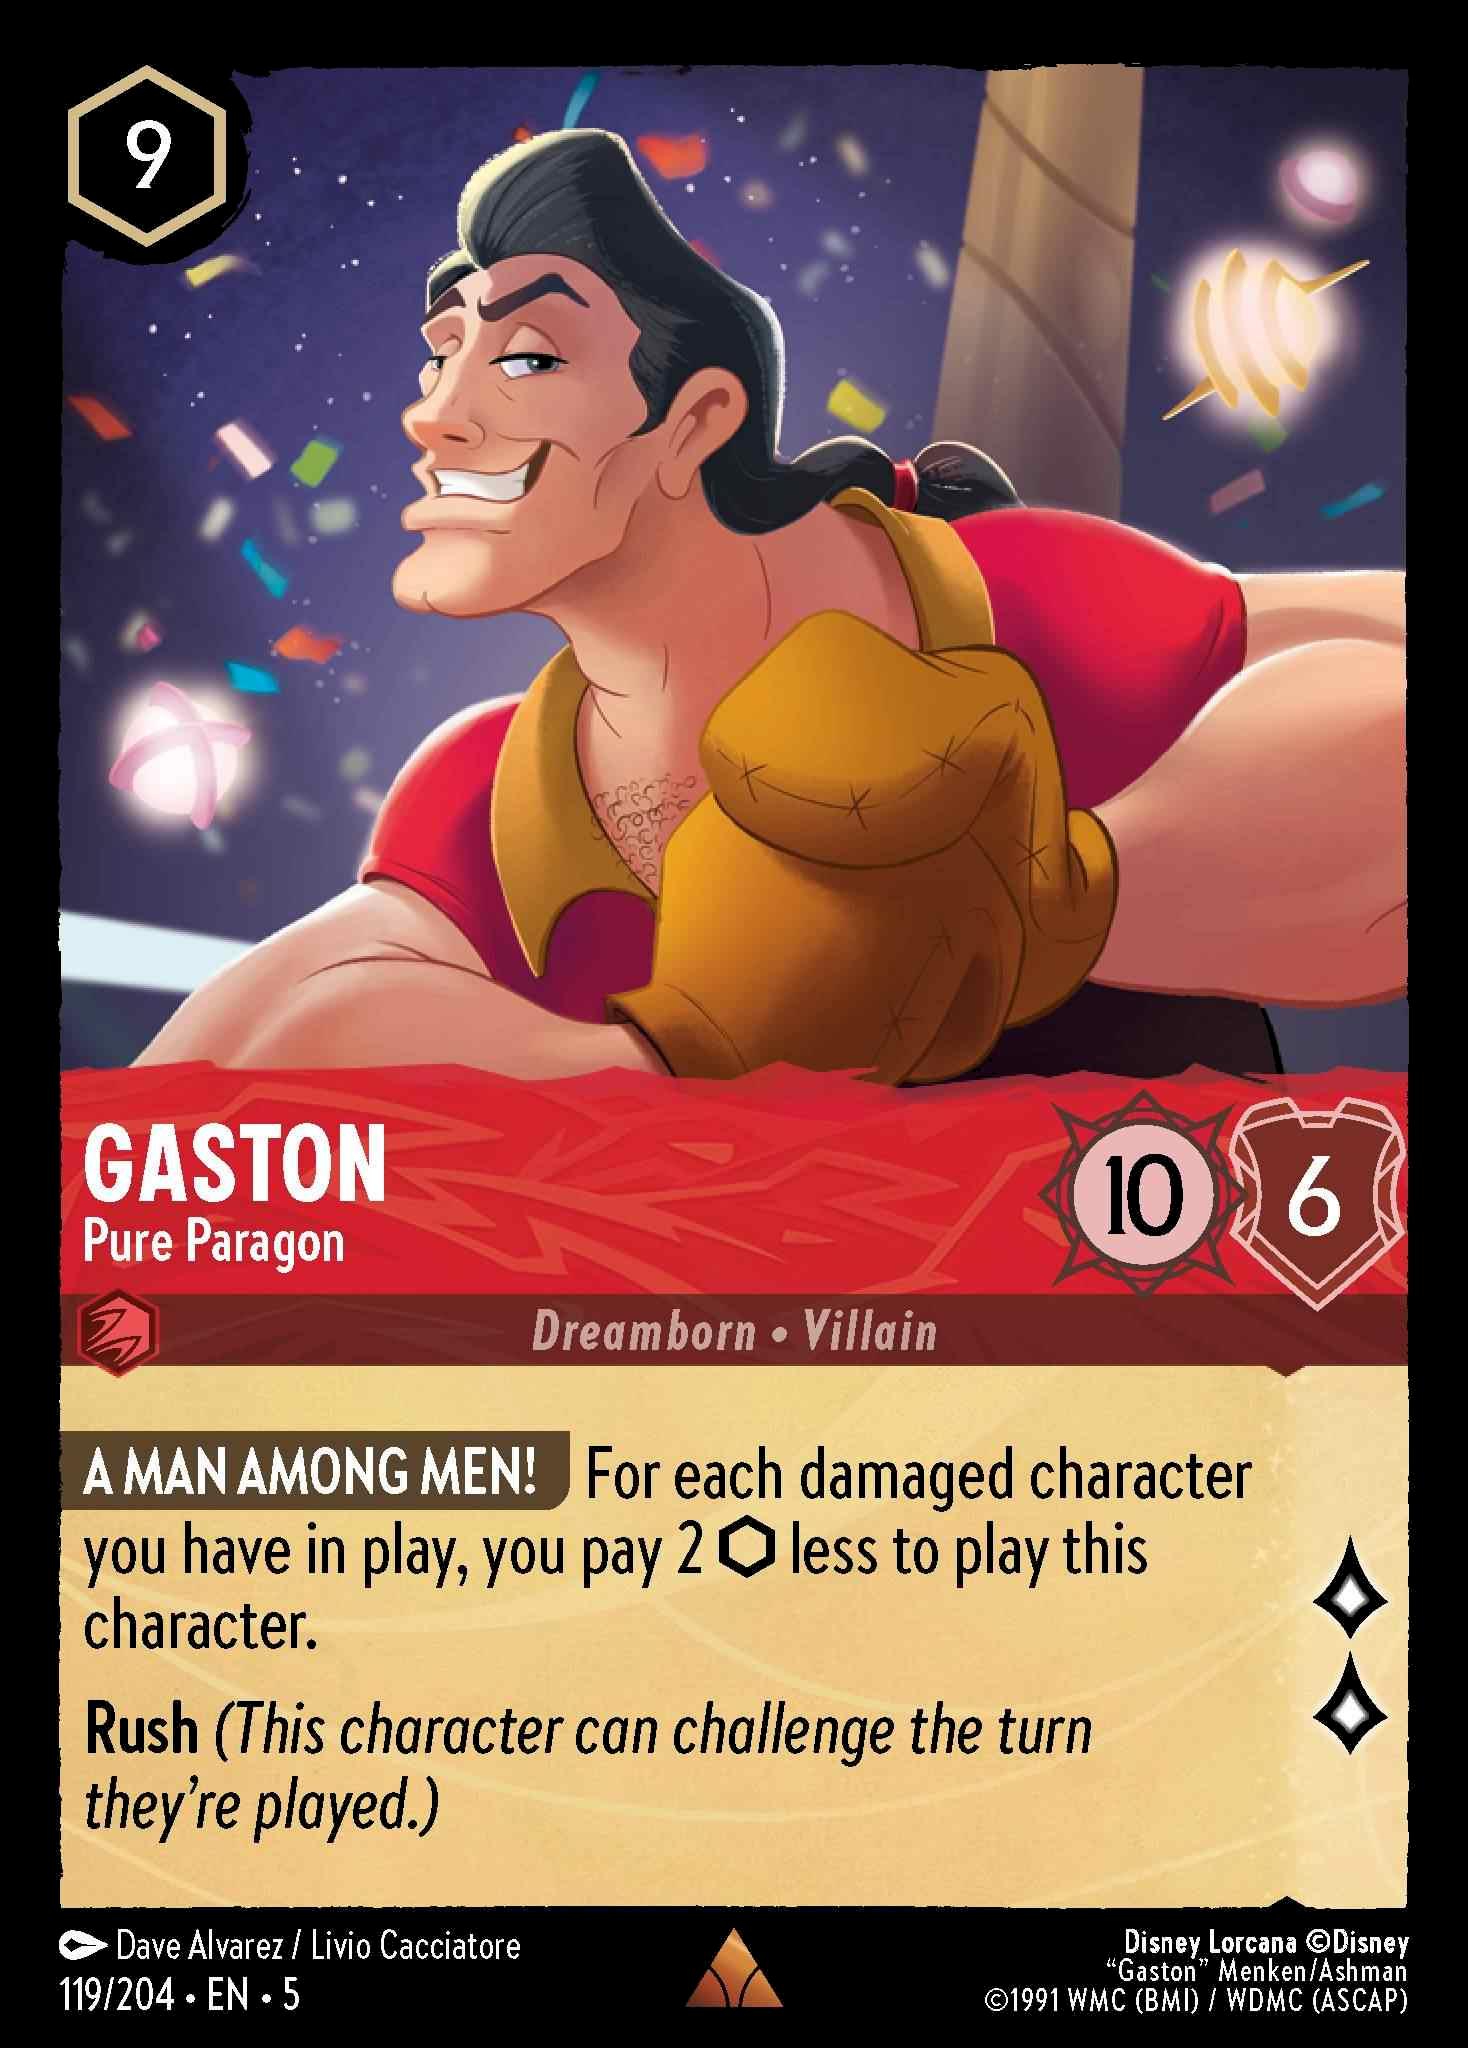 9
GASTON
Pure Paragon
10
6
Dreamborn • Villain
A MAN AMONG MEN! For each damaged character
you have in play, you pay 2 ⬡ less to play this
character.
Rush (This character can challenge the turn
they're played.)
Dave Alvarez / Livio Cacciatore
119/204 • EN • 5
Disney Lorcana ©Disney
“Gaston” Menken/Ashman
©1991 WMC (BMI) / WDMC (ASCAP)